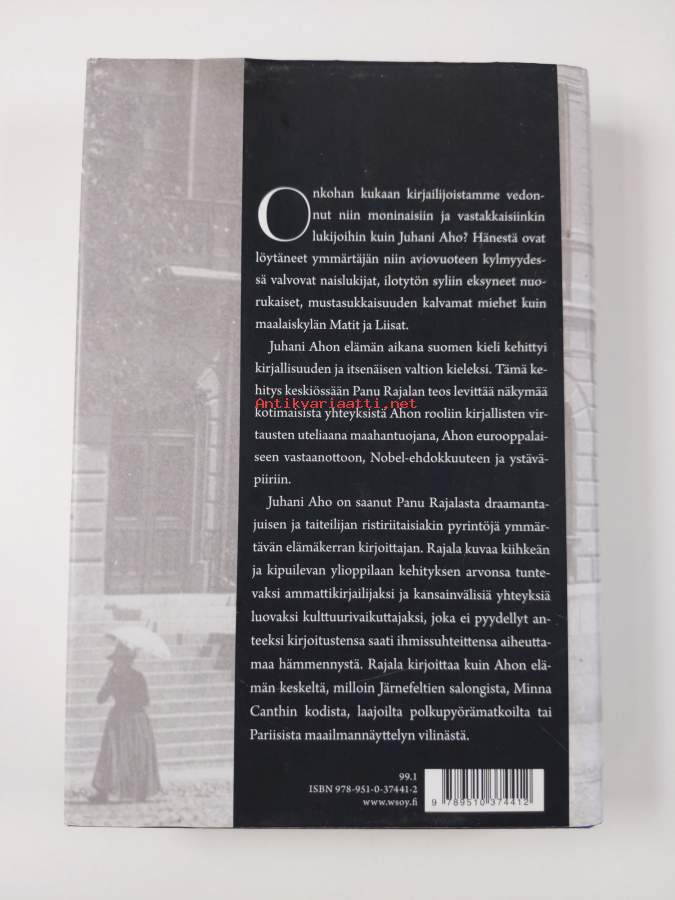 Onkohan kukaan kirjailijoistamme vedon-
nut niin moninaisiin ja vastakkaisiinkin
lukijoihin kuin Juhani Aho? Hänestä ovat
löytäneet ymmärtäjän niin aviovuoteen kylmyydes-
sä valvovat naislukijat, ilotytön syliin eksyneet nuo-
rukaiset, mustasukkaisuuden kalvamat miehet kuin
maalaiskylän Matit ja Liisat.
Juhani Ahon elämän aikana suomen kieli kehittyi
kirjallisuuden ja itsenäisen valtion kieleksi. Tämä ke-
hitys keskiössään Panu Rajalan teos levittää näkymää
Antikvariaatti.net
kotimaisista yhteyksistä Ahon rooliin kirjallisten vir-
tausten uteliaana maahantuojana, Ahon eurooppalai-
seen vastaanottoon, Nobel-ehdokkuuteen ja ystävä-
piiriin.
Juhani Aho on saanut Panu Rajalasta draamanta-
juisen ja taiteilijan ristiriitaisiakin pyrintöjä ymmär-
tävän elämäkerran kirjoittajan. Rajala kuvaa kiihkeän
ja kipuilevan ylioppilaan kehityksen arvonsa tunte-
vaksi ammattikirjailijaksi ja kansainvälisiä yhteyksiä
luovaksi kulttuurivaikuttajaksi, joka ei pyydellyt an-
teeksi kirjoitustensa saati ihmissuhteittensa aiheutta-
maa hämmennystä. Rajala kirjoittaa kuin Ahon elä-
män keskeltä, milloin Järnefeltien salongista, Minna
Canthin kodista, laajoilta polkupyörämatkoilta tai
Pariisista maailmannäyttelyn vilinästä.
99.1
ISBN 978-951-0-37441-2
www.wsoy.fi
9 789510 374412